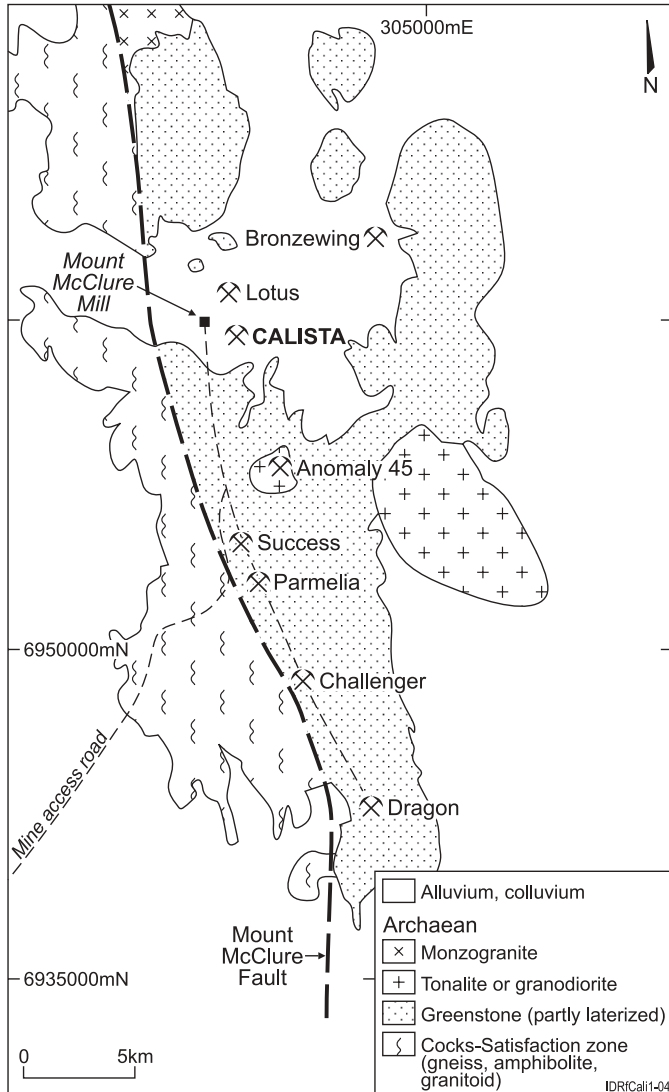 305000mE
N
Bronzewing
Mount
McClure
Mill
Lotus
CALISTA
Anomaly 45
Success
Parmelia
6950000mN
Challenger
Mine access road
Dragon
Mount
McClure
Fault
6935000mN
0 5km
Alluvium, colluvium
Archaean
Monzogranite
Tonalite or granodiorite
Greenstone (partly laterized)
Cocks-Satisfaction zone
(gneiss, amphibolite,
granitoid)
IDRfCali1-04